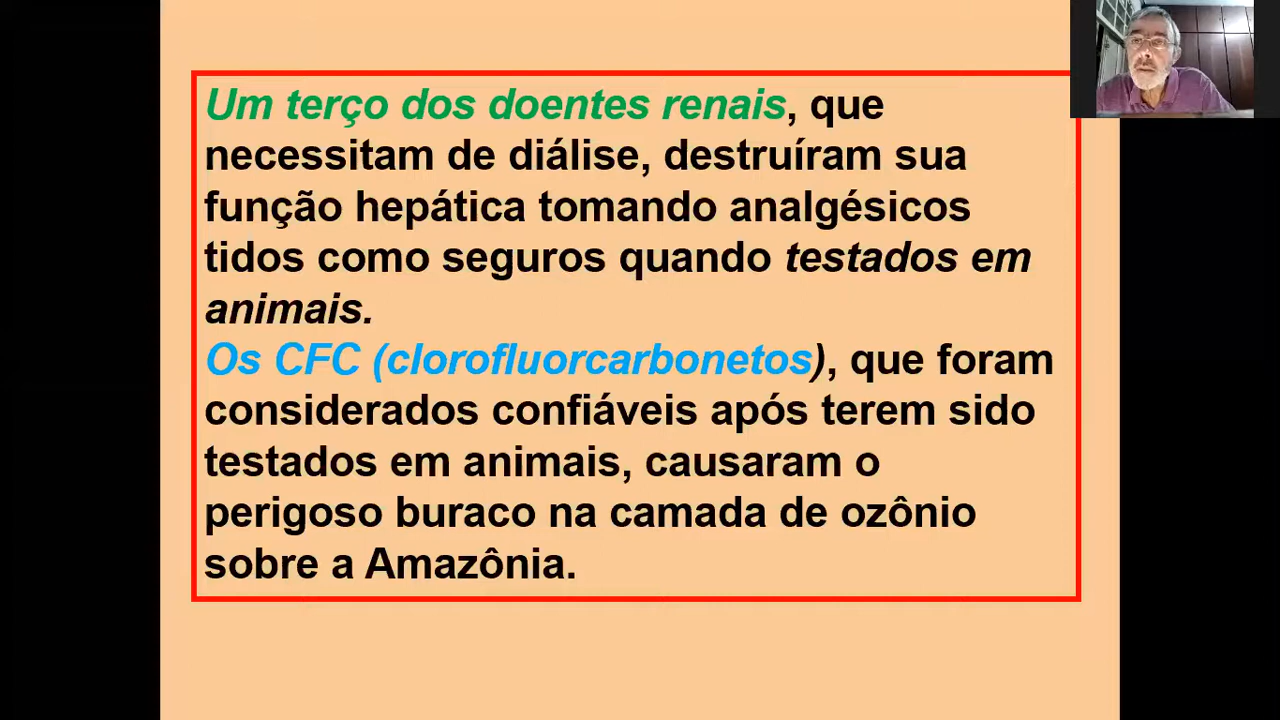 Um terço dos doentes renais, que
necessitam de diálise, destruíram sua
função hepática tomando analgésicos
tidos como seguros quando testados em
animais.
Os CFC (clorofluorcarbonetos), que foram
considerados confiáveis após terem sido
testados em animais, causaram o
perigoso buraco na camada de ozônio
sobre a Amazônia.